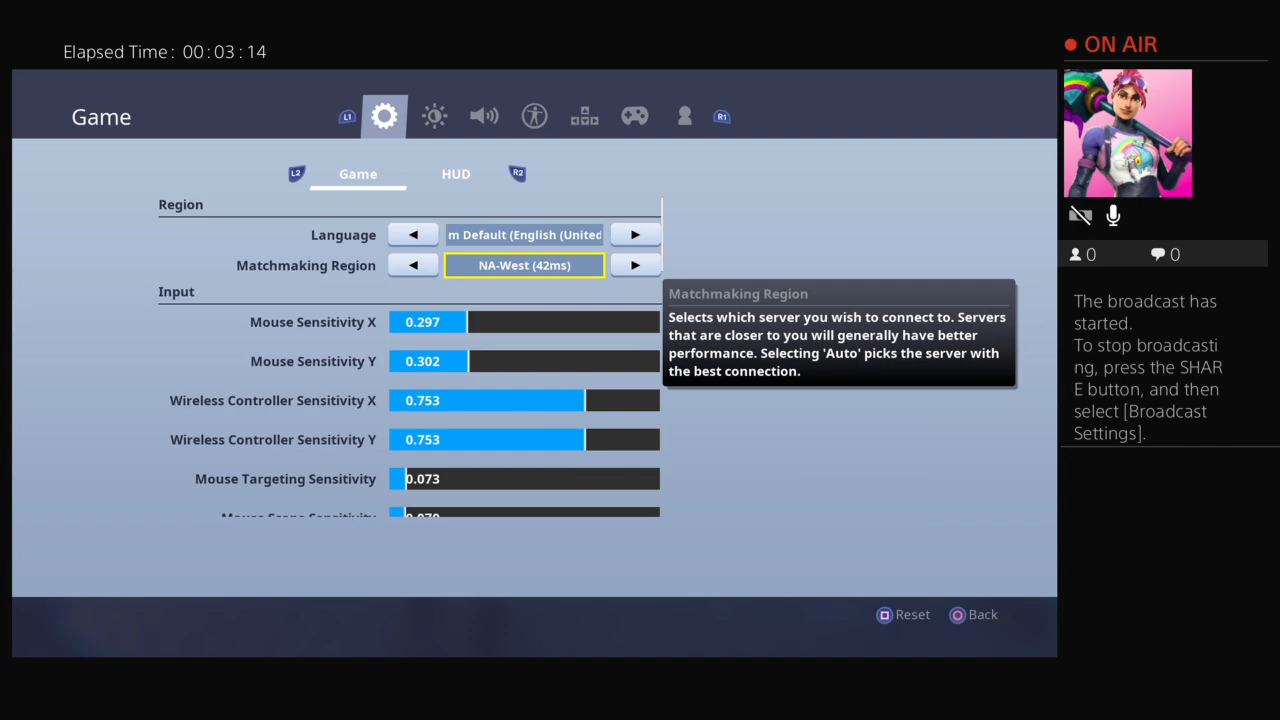 Elapsed Time: 00:03:14
ON AIR
Game
L1
R1
L2
Game
HUD
R2
Region
Language
m Default (English (United
Matchmaking Region
NA-West (42ms)
Input
Mouse Sensitivity X
0.297
Mouse Sensitivity Y
0.302
Wireless Controller Sensitivity X
0.753
Wireless Controller Sensitivity Y
0.753
Mouse Targeting Sensitivity
0.073
Matchmaking Region
Selects which server you wish to connect to. Servers
that are closer to you will generally have better
performance. Selecting 'Auto' picks the server with
the best connection.
Reset
Back
0
0
The broadcast has
started.
To stop broadcasti
ng, press the SHAR
E button, and then
select [Broadcast
Settings].